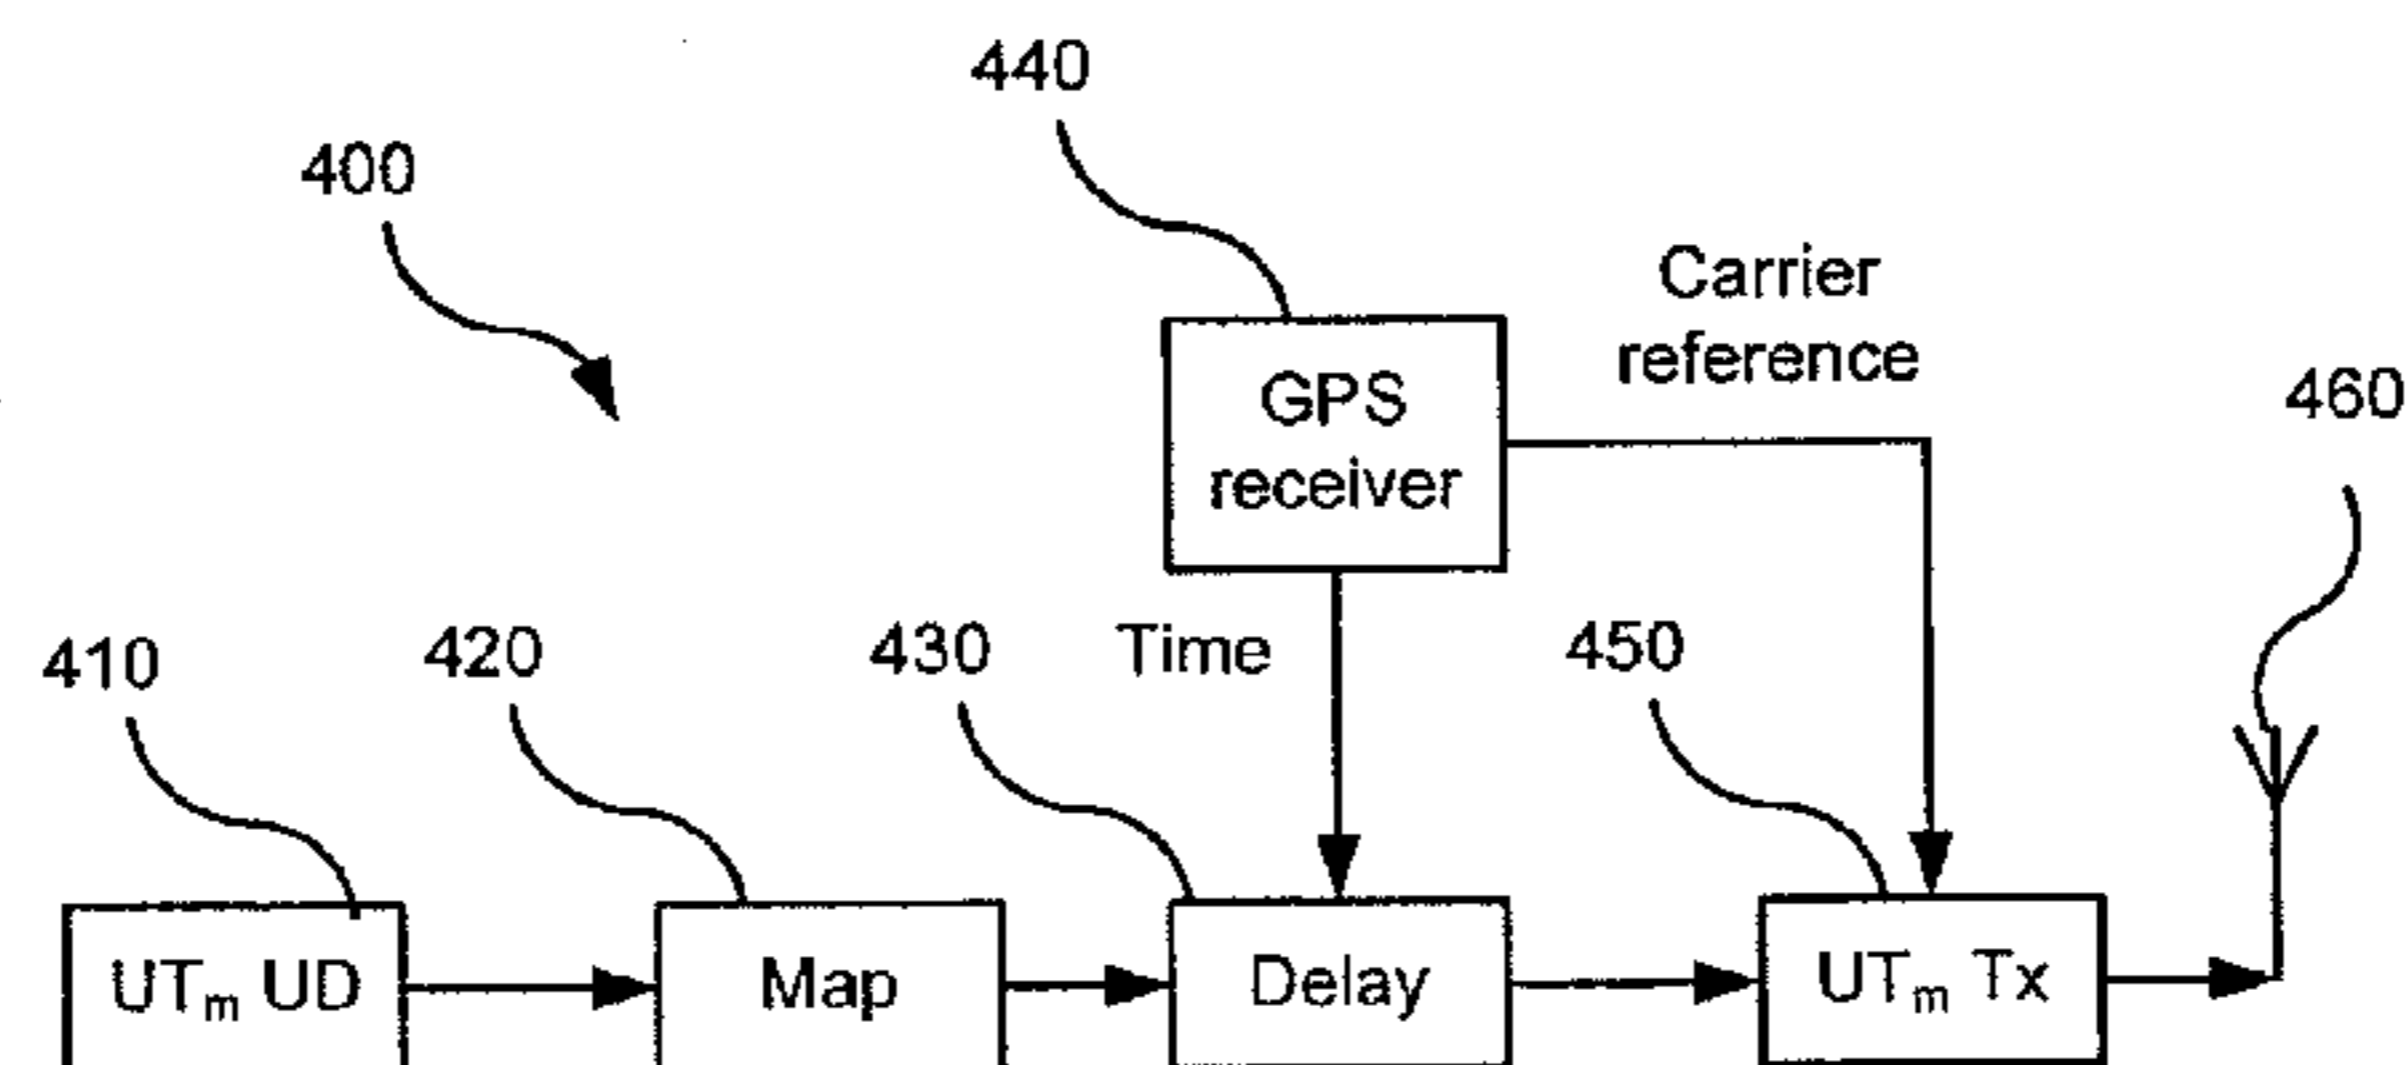 440
400
Carrier
reference
GPS
receiver
460
410
420
430
Time
450
UTm UD
Map
Delay
UTm Tx